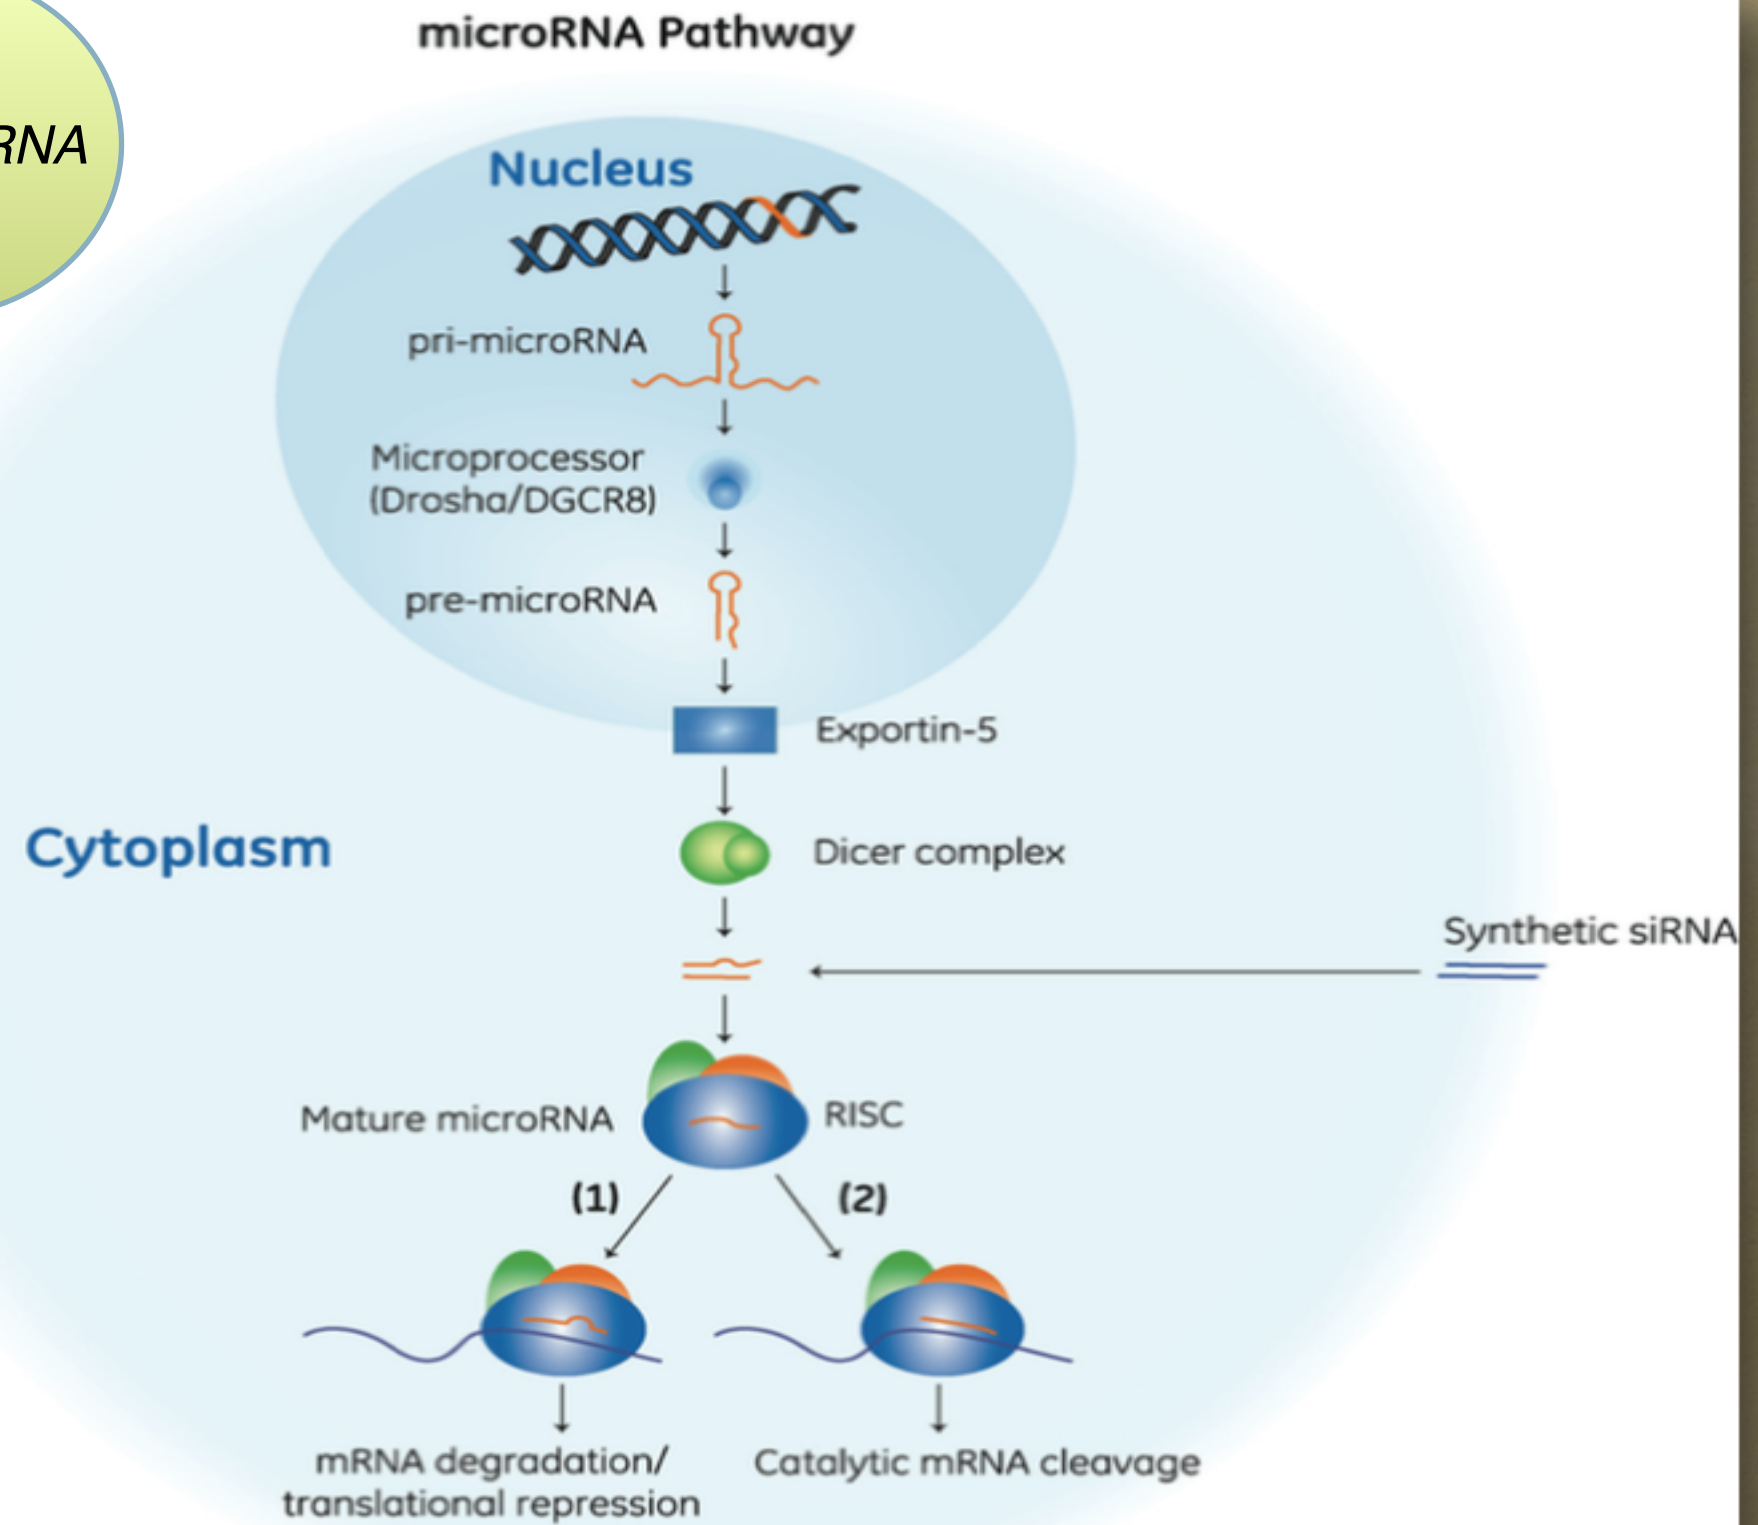 microRNA Pathway
RNA
Nucleus
pri-microRNA
Microprocessor
(Drosha/DGCR8)
pre-microRNA
Exportin-5
Cytoplasm
Dicer complex
Synthetic siRNA
Mature microRNA
RISC
(1)
(2)
mRNA degradation/
translational repression
Catalytic mRNA cleavage